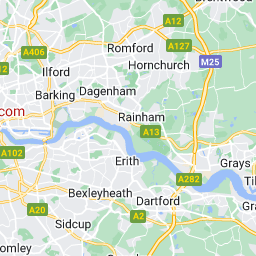 A12
Romford
A127
A406
Hornchurch
Ilford
M25
Barking
Dagenham
com
Rainham
A13
A102
Erith
Grays
A282
Bexleyheath
Dartford
A20
A2
Sidcup